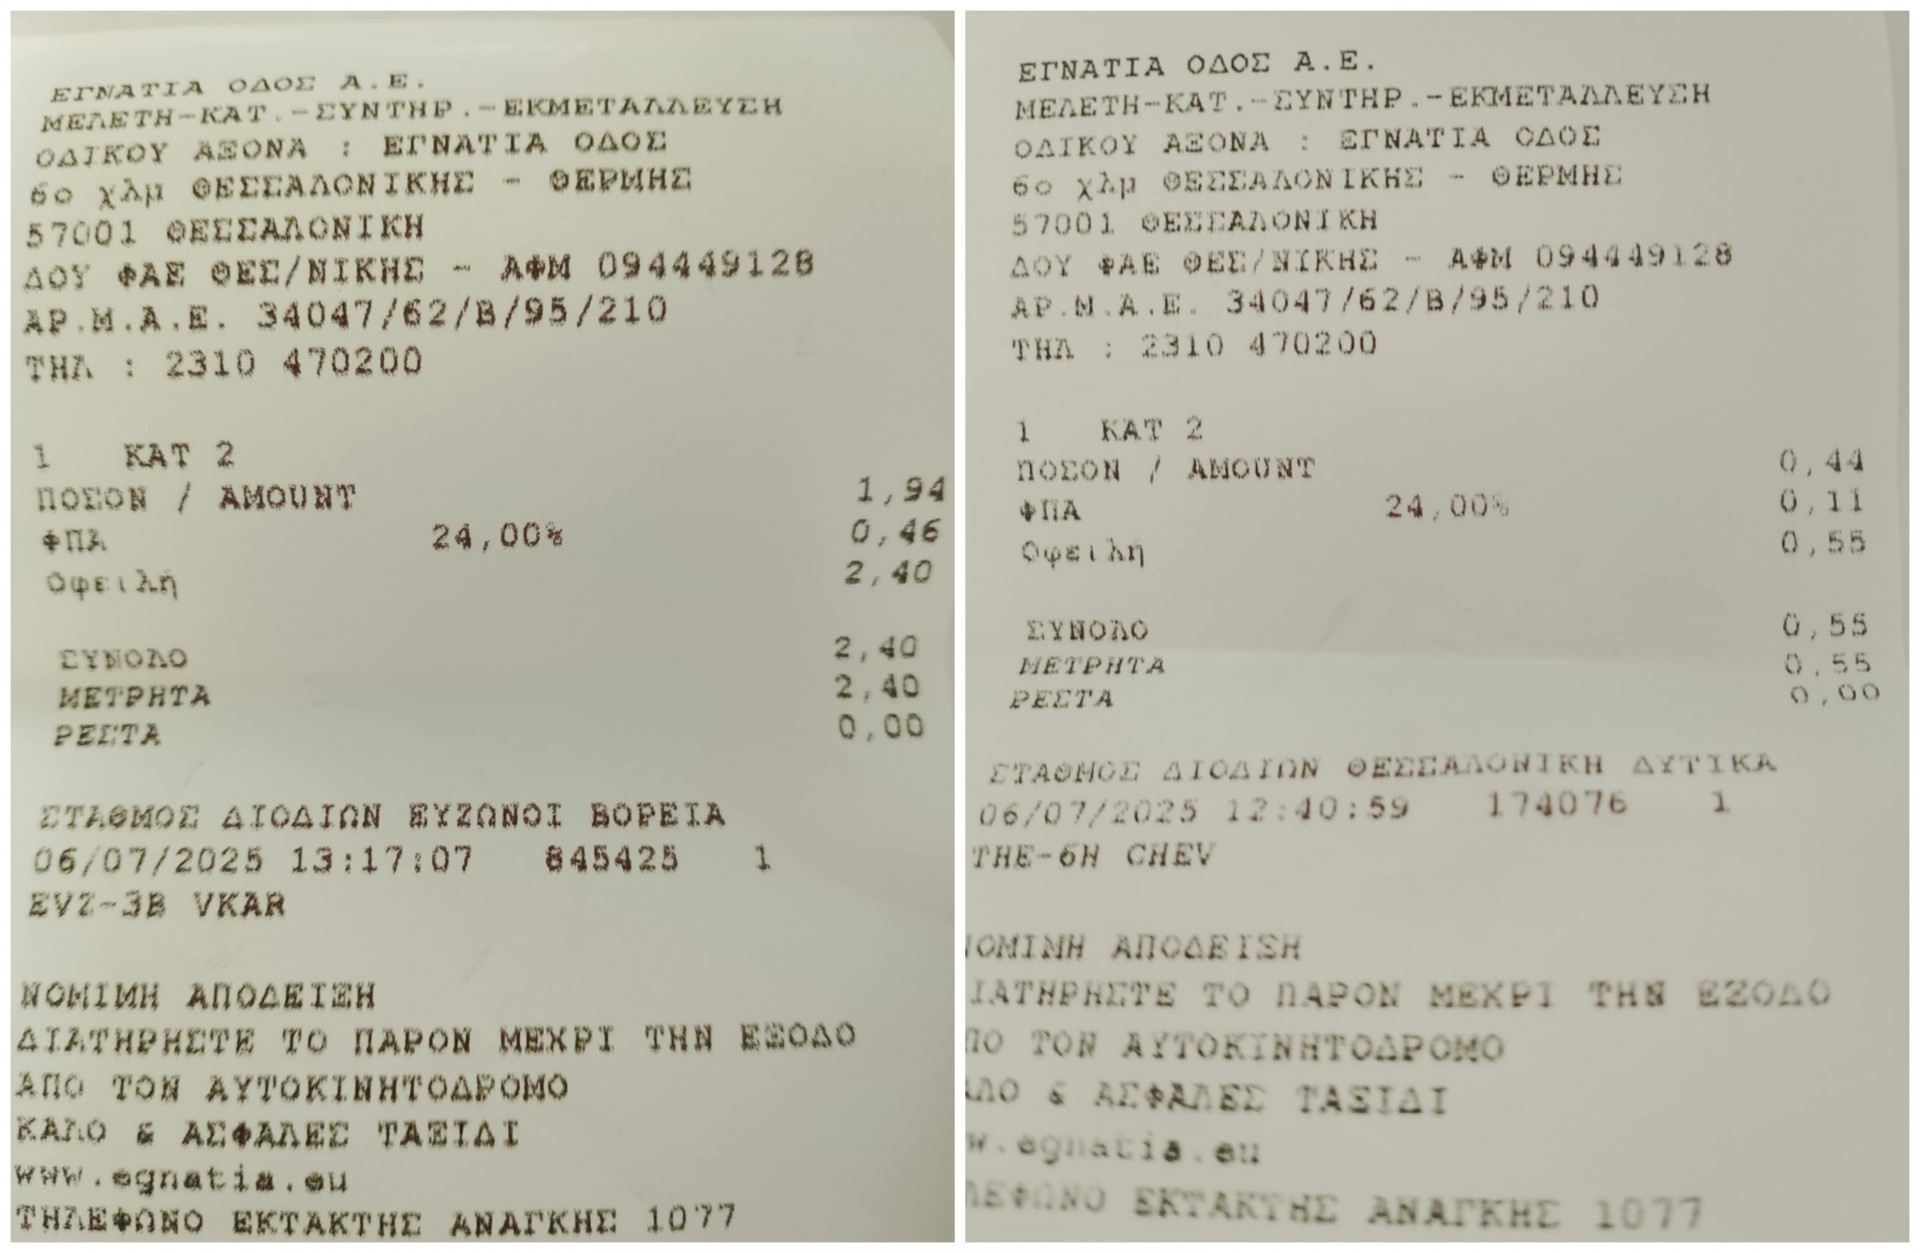 ΕΓΝΑΤΙΑ ΟΔΟΣ Α.Ε.
ΜΕΛΕΤΗ-ΚΑΤ.-ΣΥΝΤΗΡ.-ΕΚΜΕΤΑΛΛΕΥΣΗ
ΟΔΙΚΟΥ ΑΞΟΝΑ : ΕΓΝΑΤΙΑ ΟΔΟΣ
6ο χλμ ΘΕΣΣΑΛΟΝΙΚΗΣ - ΘΕΡΜΗΣ
57001 ΘΕΣΣΑΛΟΝΙΚΗ
ΔΟΥ ΦΑΕ ΘΕΣ/ΝΙΚΗΣ - ΑΦΜ 094449128
ΑΡ.Μ.Α.Ε. 34047/62/Β/95/210
ΤΗΛ : 2310 470200
1 ΚΑΤ 2
ΠΟΣΟΝ / AMOUNT 1,94
ΦΠΑ 24,00% 0,46
Οφειλή 2,40
ΣΥΝΟΛΟ 2,40
ΜΕΤΡΗΤΑ 2,40
ΡΕΣΤΑ 0,00
ΣΤΑΘΜΟΣ ΔΙΟΔΙΩΝ ΕΥΖΩΝΟΙ ΒΟΡΕΙΑ
06/07/2025 13:17:07 845425 1
EVZ-3B VKAR
ΝΟΜΙΜΗ ΑΠΟΔΕΙΞΗ
ΔΙΑΤΗΡΗΣΤΕ ΤΟ ΠΑΡΟΝ ΜΕΧΡΙ ΤΗΝ ΕΞΟΔΟ
ΑΠΟ ΤΟΝ ΑΥΤΟΚΙΝΗΤΟΔΡΟΜΟ
ΚΑΛΟ & ΑΣΦΑΛΕΣ ΤΑΞΙΔΙ
www.egnatia.eu
ΤΗΛΕΦΩΝΟ ΕΚΤΑΚΤΗΣ ΑΝΑΓΚΗΣ 1077
ΕΓΝΑΤΙΑ ΟΔΟΣ Α.Ε.
ΜΕΛΕΤΗ-ΚΑΤ.-ΣΥΝΤΗΡ.-ΕΚΜΕΤΑΛΛΕΥΣΗ
ΟΔΙΚΟΥ ΑΞΟΝΑ : ΕΓΝΑΤΙΑ ΟΔΟΣ
6ο χλμ ΘΕΣΣΑΛΟΝΙΚΗΣ - ΘΕΡΜΗΣ
57001 ΘΕΣΣΑΛΟΝΙΚΗ
ΔΟΥ ΦΑΕ ΘΕΣ/ΝΙΚΗΣ - ΑΦΜ 094449128
ΑΡ.Μ.Α.Ε. 34047/62/Β/95/210
ΤΗΛ : 2310 470200
1 ΚΑΤ 2
ΠΟΣΟΝ / AMOUNT 0,44
ΦΠΑ 24,00% 0,11
Οφειλή 0,55
ΣΥΝΟΛΟ 0,55
ΜΕΤΡΗΤΑ 0,55
ΡΕΣΤΑ 0,00
ΣΤΑΘΜΟΣ ΔΙΟΔΙΩΝ ΘΕΣΣΑΛΟΝΙΚΗ ΔΥΤΙΚΑ
06/07/2025 12:40:59 174076 1
THE-6H CHEV
ΝΟΜΙΜΗ ΑΠΟΔΕΙΞΗ
ΙΑΤΗΡΗΣΤΕ ΤΟ ΠΑΡΟΝ ΜΕΧΡΙ ΤΗΝ ΕΞΟΔΟ
ΠΟ ΤΟΝ ΑΥΤΟΚΙΝΗΤΟΔΡΟΜΟ
ΛΟ & ΑΣΦΑΛΕΣ ΤΑΞΙΔΙ
w.egnatia.eu
ΛΕΦΩΝΟ ΕΚΤΑΚΤΗΣ ΑΝΑΓΚΗΣ 1077